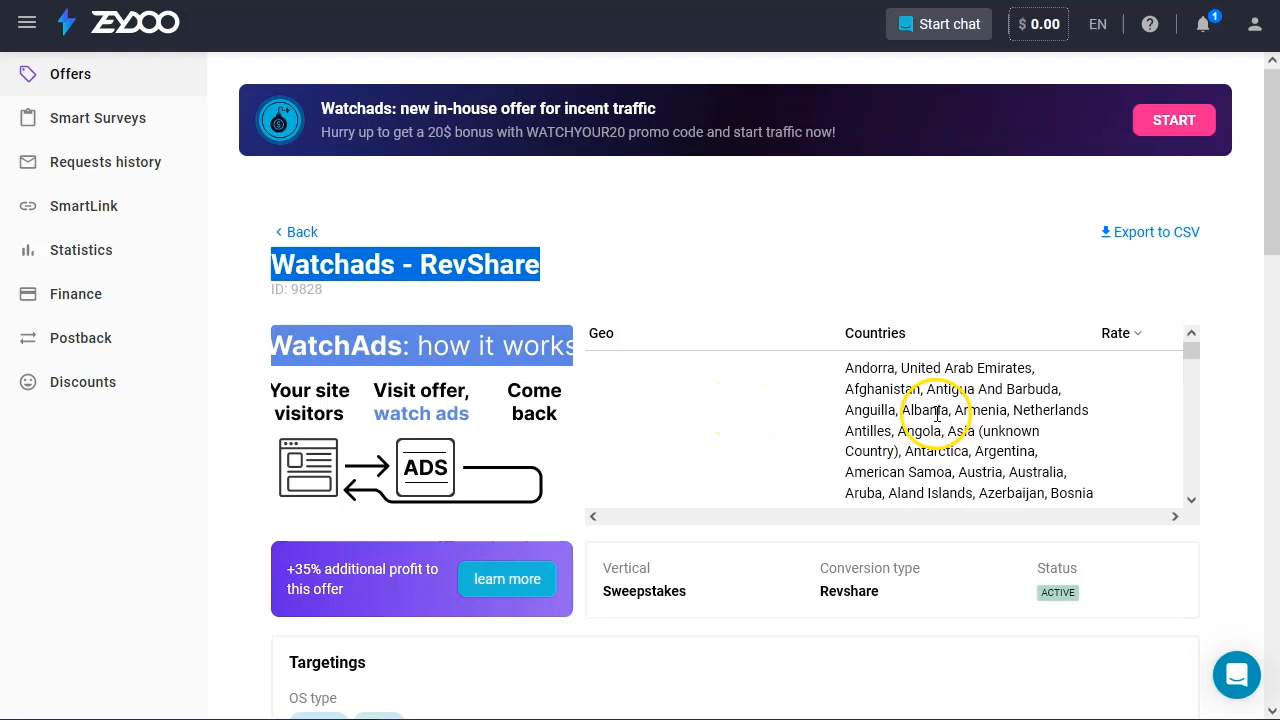 ZEYDOO
Start chat
$ 0.00
EN
1
Offers
Smart Surveys
Requests history
SmartLink
Statistics
Finance
Postback
Discounts
Watchads: new in-house offer for incent traffic
Hurry up to get a 20$ bonus with WATCHYOUR20 promo code and start traffic now!
START
Back
Export to CSV
Watchads - RevShare
ID: 9828
WatchAds: how it works
Your site
visitors
Visit offer,
watch ads
Come
back
ADS
Geo
Countries
Rate
Andorra, United Arab Emirates,
Afghanistan, Antigua And Barbuda,
Anguilla, Albania, Armenia, Netherlands
Antilles, Angola, Asia (unknown
Country), Antarctica, Argentina,
American Samoa, Austria, Australia,
Aruba, Aland Islands, Azerbaijan, Bosnia
+35% additional profit to
this offer
learn more
Vertical
Sweepstakes
Conversion type
Revshare
Status
ACTIVE
Targetings
OS type